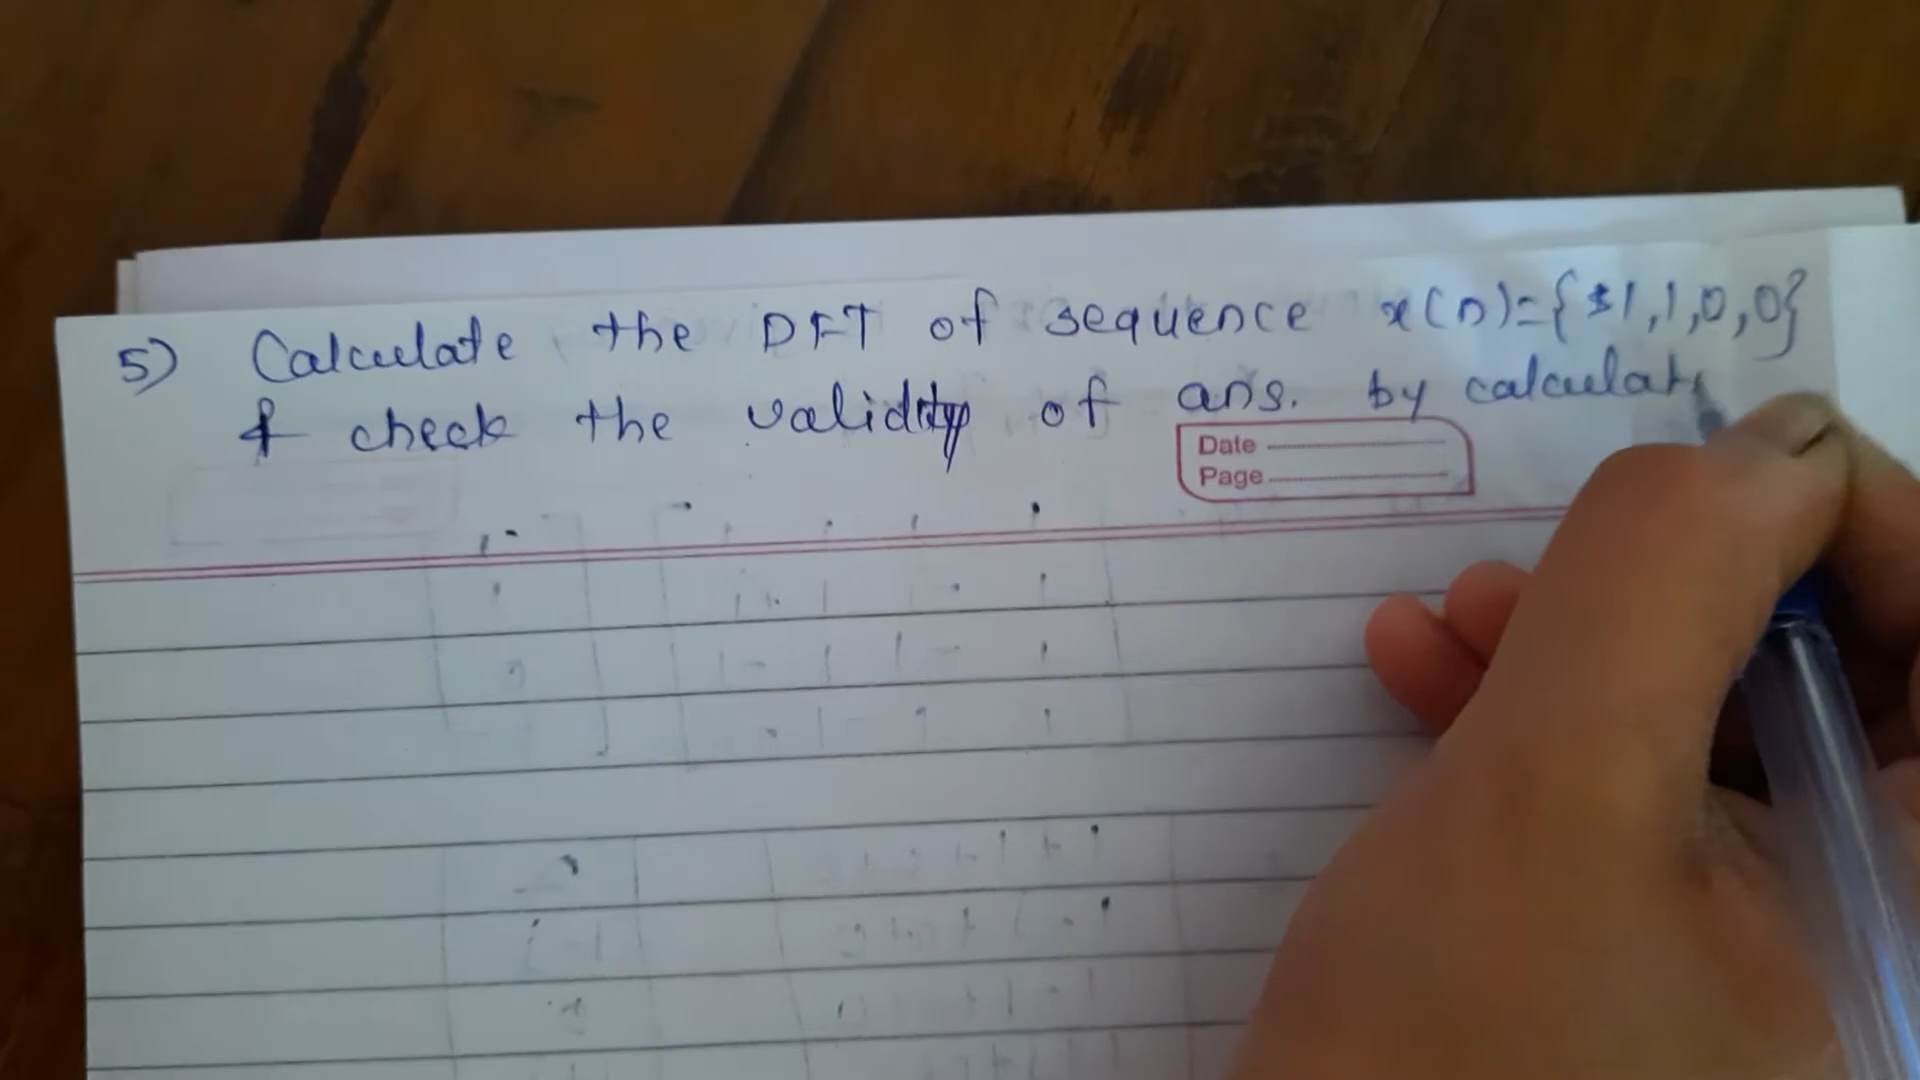 5) Calculate the DFT of sequence x(n)={1,1,0,0}
& check the validity of ans. by calculat
Date
Page